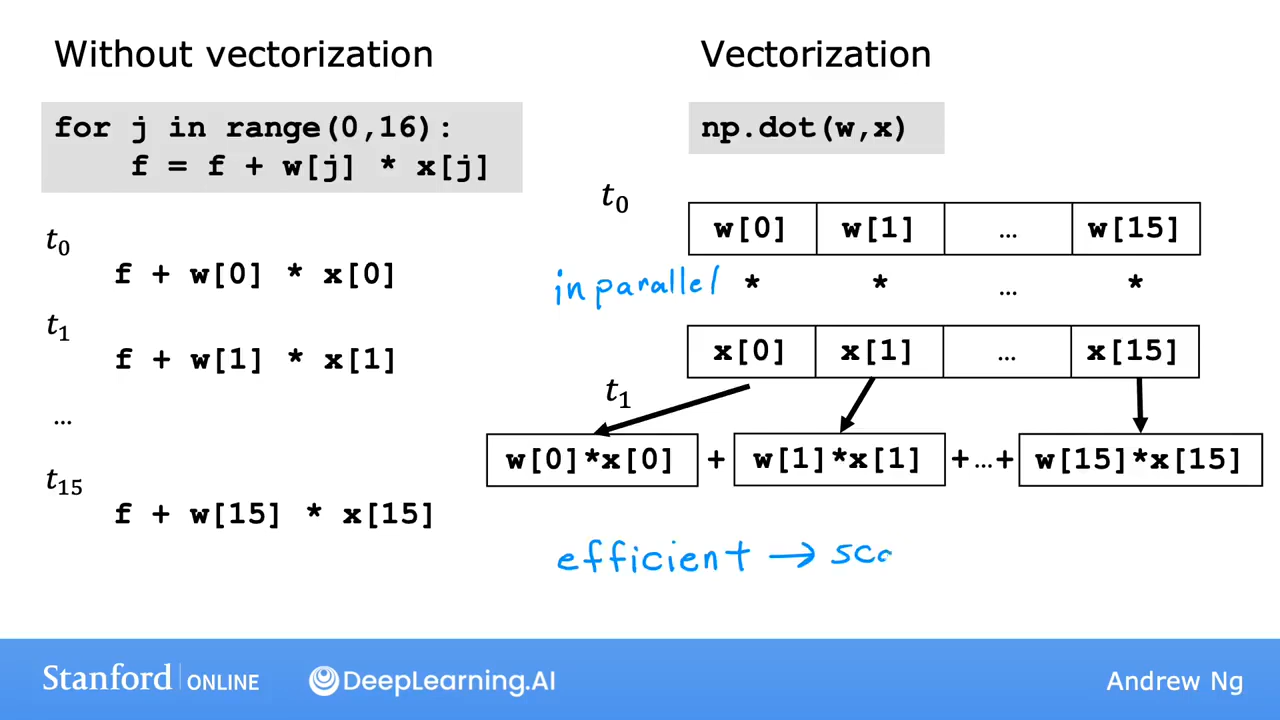 Without vectorization
for j in range(0,16):
f = f + w[j] * x[j]
t0
f + w[0] * x[0]
t1
f + w[1] * x[1]
…
t15
f + w[15] * x[15]
Vectorization
np.dot(w,x)
t0
w[0] w[1] … w[15]
in parallel * * … *
x[0] x[1] … x[15]
t1
w[0]*x[0] + w[1]*x[1] +…+ w[15]*x[15]
efficient → sca
Stanford ONLINE DeepLearning.AI Andrew Ng